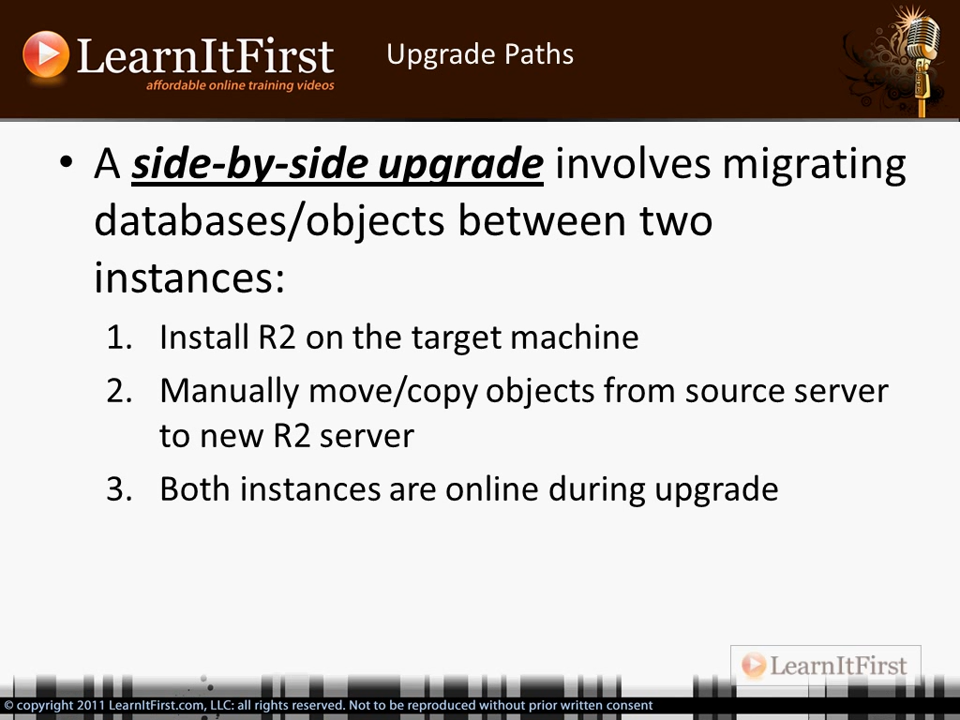 LearnItFirst
affordable online training videos
Upgrade Paths
• A side-by-side upgrade involves migrating
databases/objects between two
instances:
1. Install R2 on the target machine
2. Manually move/copy objects from source server
to new R2 server
3. Both instances are online during upgrade
LearnItFirst
© copyright 2011 LearnItFirst.com, LLC: all rights reserved. Not to be reproduced without prior written consent